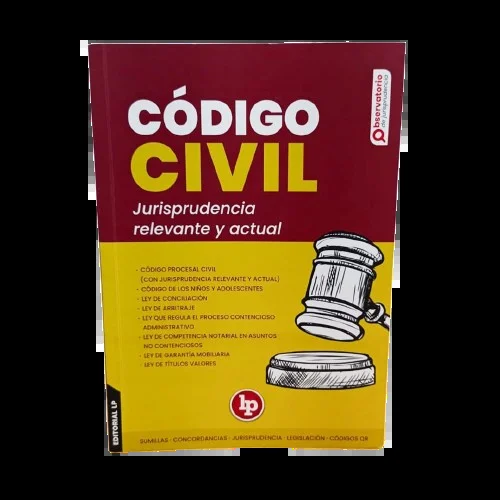 CÓDIGO
CIVIL
Jurisprudencia
relevante y actual
Observatorio
de jurisprudencia
· CÓDIGO PROCESAL CIVIL
(CON JURISPRUDENCIA RELEVANTE Y ACTUAL)
· CÓDIGO DE LOS NIÑOS Y ADOLESCENTES
· LEY DE CONCILIACIÓN
· LEY DE ARBITRAJE
· LEY QUE REGULA EL PROCESO CONTENCIOSO
ADMINISTRATIVO
· LEY DE COMPETENCIA NOTARIAL EN ASUNTOS
NO CONTENCIOSOS
· LEY DE GARANTÍA MOBILIARIA
· LEY DE TÍTULOS VALORES
lp
EDITORIAL LP
SUMILLAS · CONCORDANCIAS · JURISPRUDENCIA · LEGISLACIÓN · CÓDIGOS QR